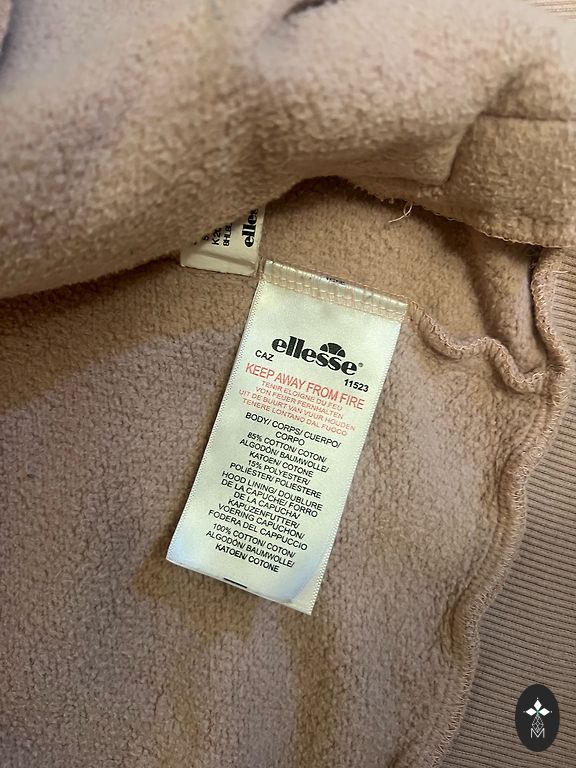 ellesse
CAZ
11523
KEEP AWAY FROM FIRE
TENIR ELOIGNE DU FEU
VON FEUER FERNHALTEN
UIT DE BUURT VAN VUUR HOUDEN
TENERE LONTANO DAL FUOCO
BODY/ CORPS/ CUERPO/
CORPO
85% COTTON/ COTON/
ALGODÓN/ BAUMWOLLE/
KATOEN/ COTONE
15% POLYESTER/
POLIÉSTER/ POLIESTERE
HOOD LINING/ DOUBLURE
DE LA CAPUCHE/ FORRO
DE LA CAPUCHA/
KAPUZENFUTTER/
VOERING CAPUCHON/
FODERA DEL CAPPUCCIO
100% COTTON/ COTON/
ALGODÓN/ BAUMWOLLE/
KATOEN/ COTONE